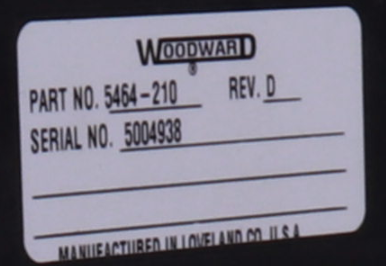 WOODWARD
®
PART NO. 5464-210 REV. D
SERIAL NO. 5004938
MANUFACTURED IN LOVELAND CO. U.S.A